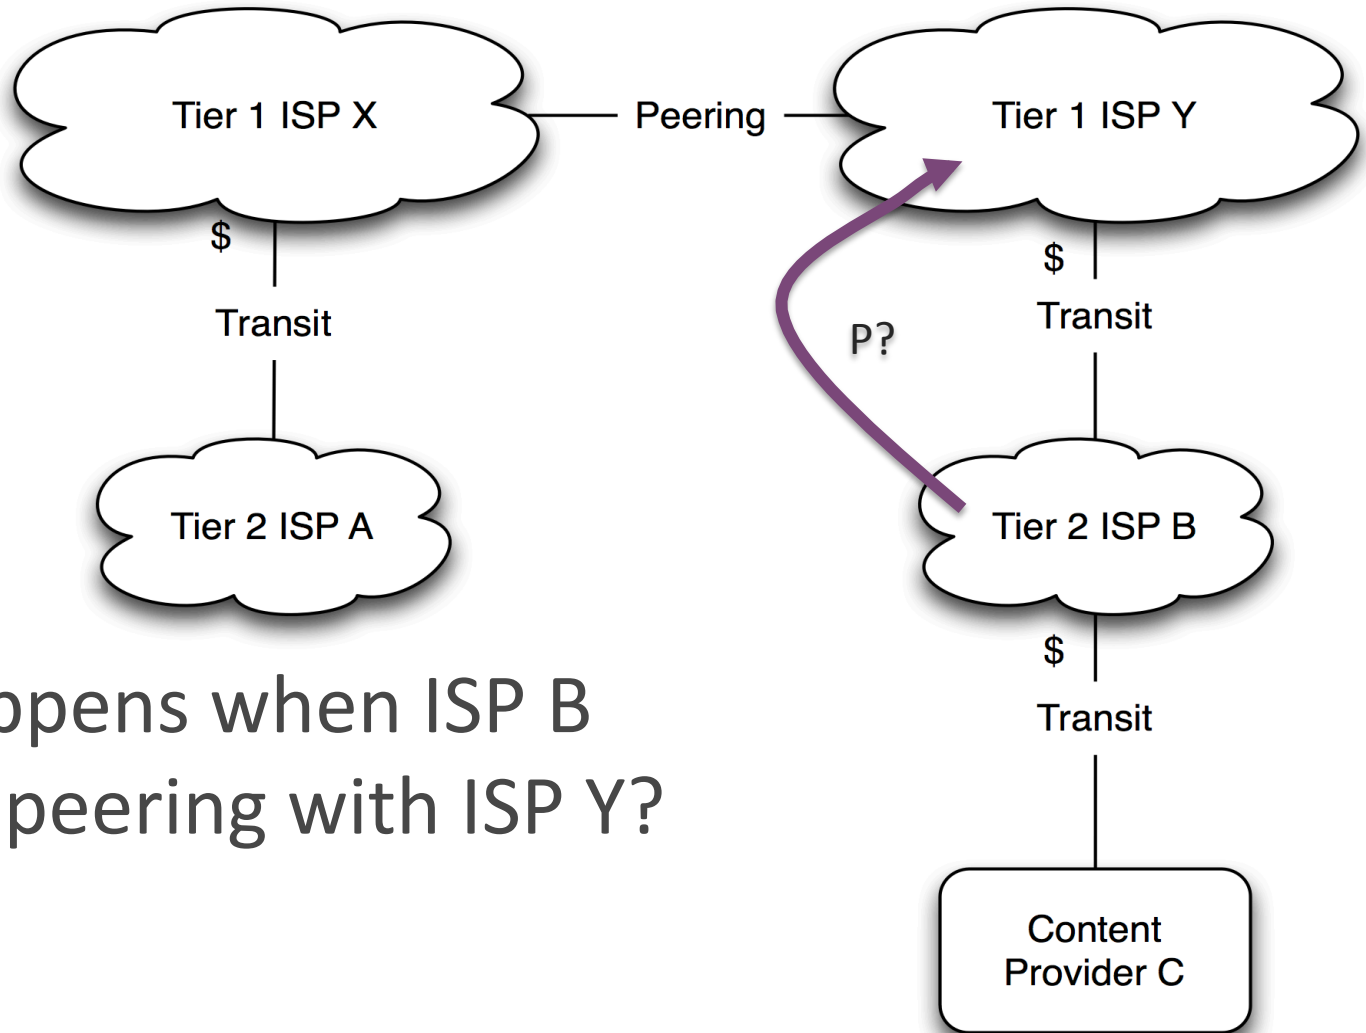 Tier 1 ISP X
Peering
Tier 1 ISP Y
$
$
Transit
Transit
P?
Tier 2 ISP A
Tier 2 ISP B
$
Transit
when ISP B
peering with ISP Y?
Content
Provider C